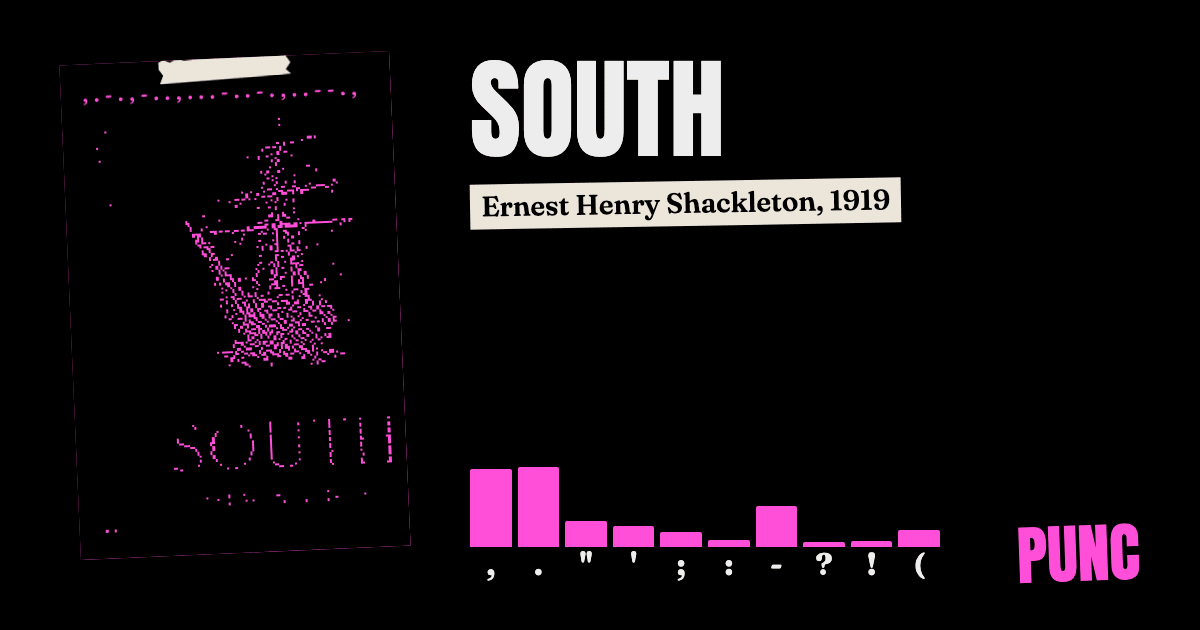 SOUTH
Ernest Henry Shackleton, 1919
SOUTH
, . " ' ; : - ? ! (
PUNC